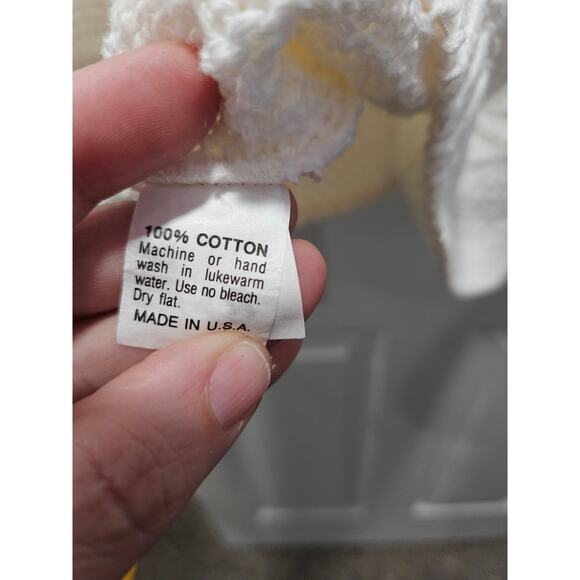 100% COTTON
Machine or hand
wash in lukewarm
water. Use no bleach.
Dry flat.
MADE IN U.S.A.